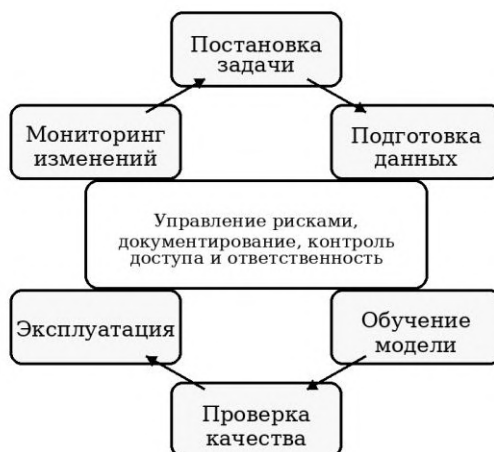 Постановка
задачи
Мониторинг
изменений
Подготовка
данных
Управление рисками,
документирование, контроль
доступа и ответственность
Эксплуатация
Обучение
модели
Проверка
качества